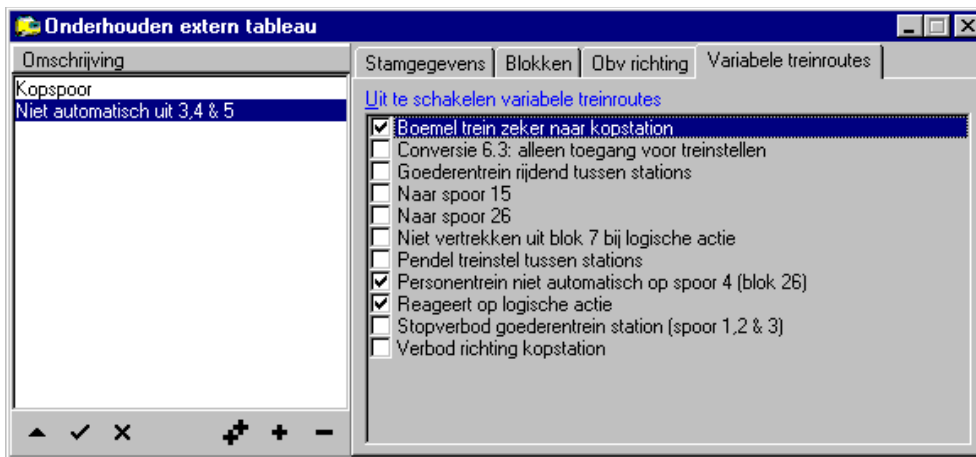 Onderhouden extern tableau
Omschrijving
Kopspoor
Niet automatisch uit 3,4 & 5
Stamgegevens Blokken Obv richting Variabele treinroutes
Uit te schakelen variabele treinroutes
Boemel trein zeker naar kopstation
Conversie 6.3: alleen toegang voor treinstellen
Goederentrein rijdend tussen stations
Naar spoor 15
Naar spoor 26
Niet vertrekken uit blok 7 bij logische actie
Pendel treinstel tussen stations
Personentrein niet automatisch op spoor 4 (blok 26)
Reageert op logische actie
Stopverbod goederentrein station (spoor 1,2 & 3)
Verbod richting kopstation